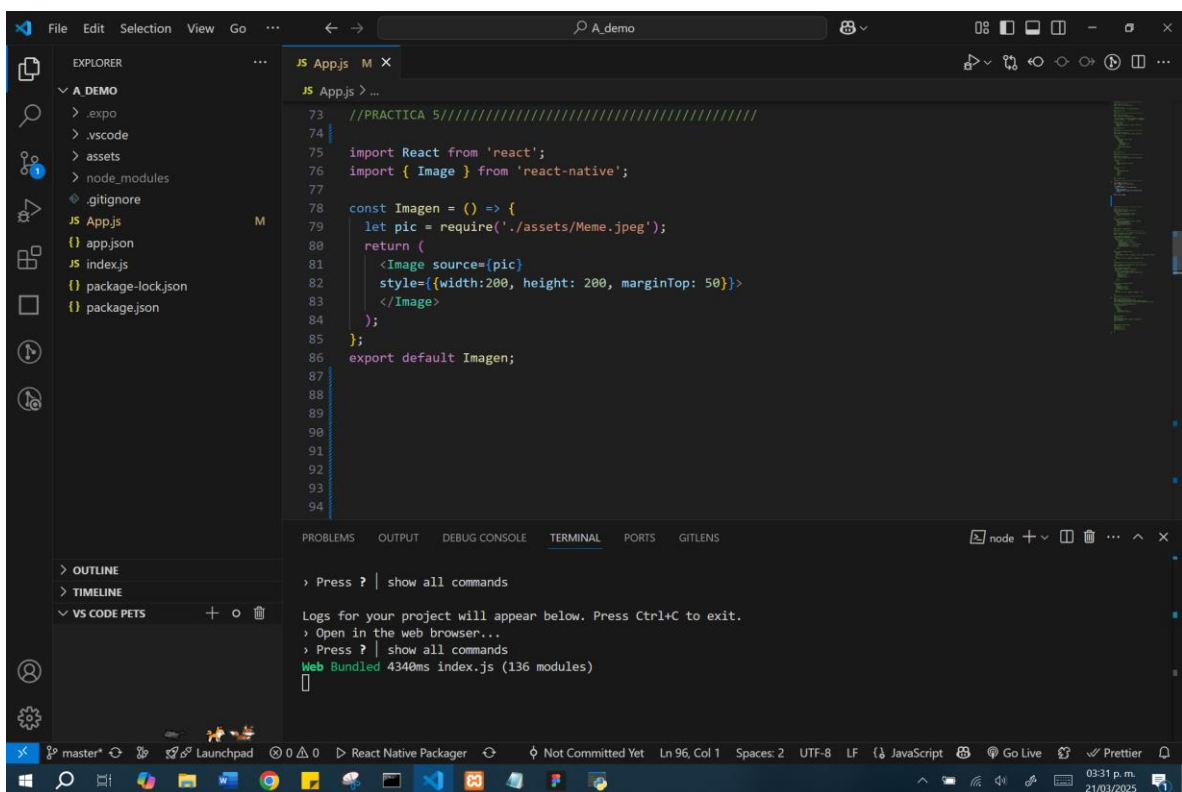 File Edit Selection View Go ··· A_demo
EXPLORER ···
JS App.js M
A_DEMO
JS App.js > ...
.expo
.vscode
assets
node_modules
.gitignore
JS App.js M
{} app.json
JS index.js
{} package-lock.json
{} package.json
73 //PRACTICA 5//////////////////////////////////////////
74
75 import React from 'react';
76 import { Image } from 'react-native';
77
78 const Imagen = () => {
79 let pic = require('./assets/Meme.jpeg');
80 return (
81 <Image source={pic}
82 style={{width:200, height: 200, marginTop: 50}}>
83 </Image>
84 );
85 };
86 export default Imagen;
87
88
89
90
91
92
93
94
OUTLINE
TIMELINE
VS CODE PETS
PROBLEMS OUTPUT DEBUG CONSOLE TERMINAL PORTS GITLENS node
› Press ? │ show all commands
Logs for your project will appear below. Press Ctrl+C to exit.
› Open in the web browser...
› Press ? │ show all commands
Web Bundled 4340ms index.js (136 modules)
master* Launchpad 0 0 React Native Packager Not Committed Yet Ln 96, Col 1 Spaces: 2 UTF-8 LF JavaScript Go Live Prettier
03:31 p. m.
21/03/2025